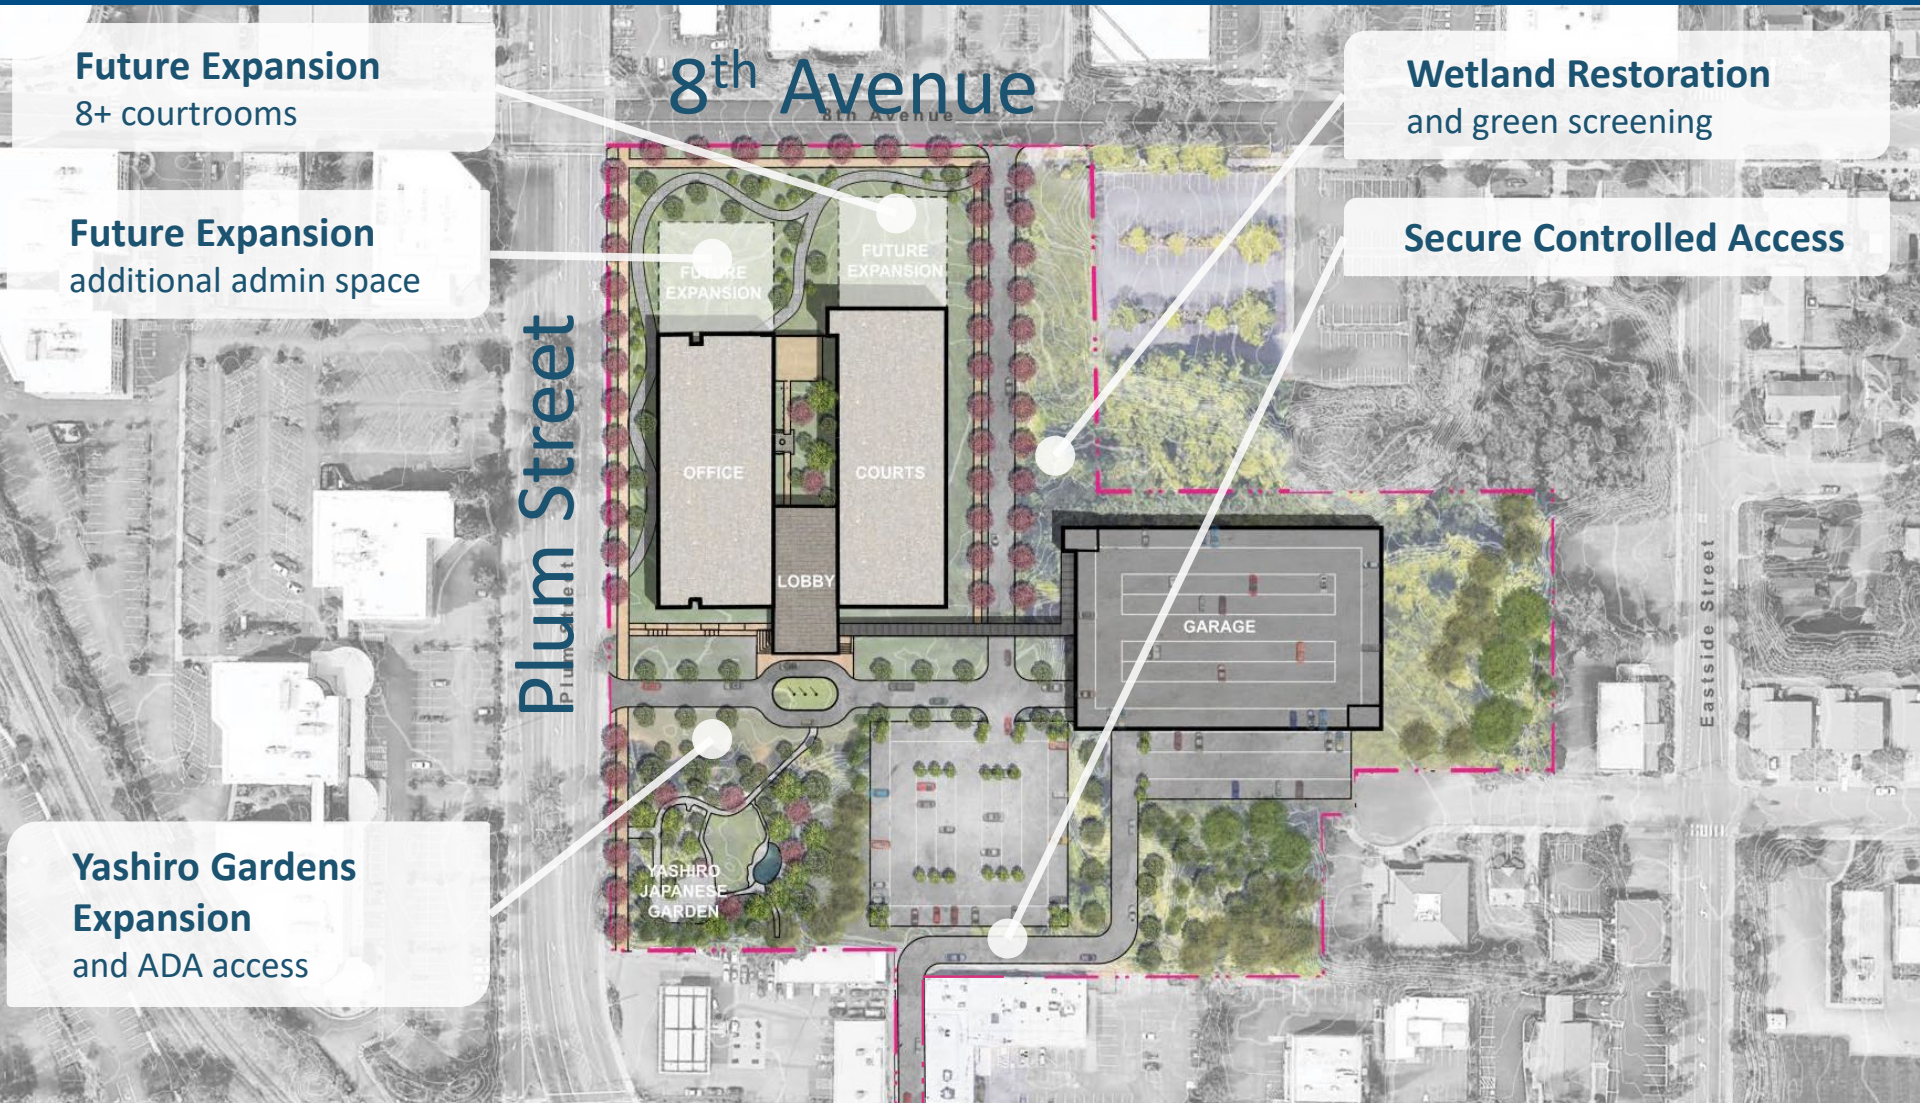 Future Expansion
8+ courtrooms
8th Avenue
8th Avenue
Wetland Restoration
and green screening
Future Expansion
additional admin space
Secure Controlled Access
FUTURE
EXPANSION
FUTURE
EXPANSION
Plum Street
Plum Street
OFFICE
COURTS
LOBBY
GARAGE
Eastside Street
YASHIRO
JAPANESE
GARDEN
Yashiro Gardens
Expansion
and ADA access